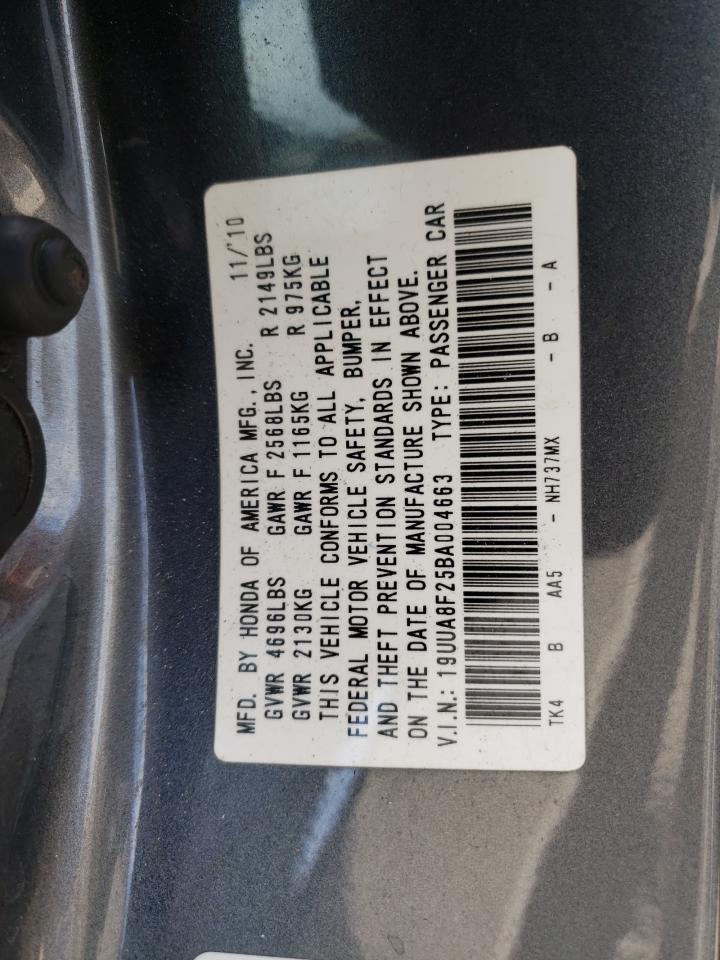 MFD. BY HONDA OF AMERICA MFG., INC. 11/'10
GVWR 4696LBS GAWR F 2568LBS R 2149LBS
GVWR 2130KG GAWR F 1165KG R 975KG
THIS VEHICLE CONFORMS TO ALL APPLICABLE
FEDERAL MOTOR VEHICLE SAFETY, BUMPER,
AND THEFT PREVENTION STANDARDS IN EFFECT
ON THE DATE OF MANUFACTURE SHOWN ABOVE.
V.I.N.: 19UUA8F25BA004663 TYPE: PASSENGER CAR
TK4 B AA5 - NH737MX - B - A